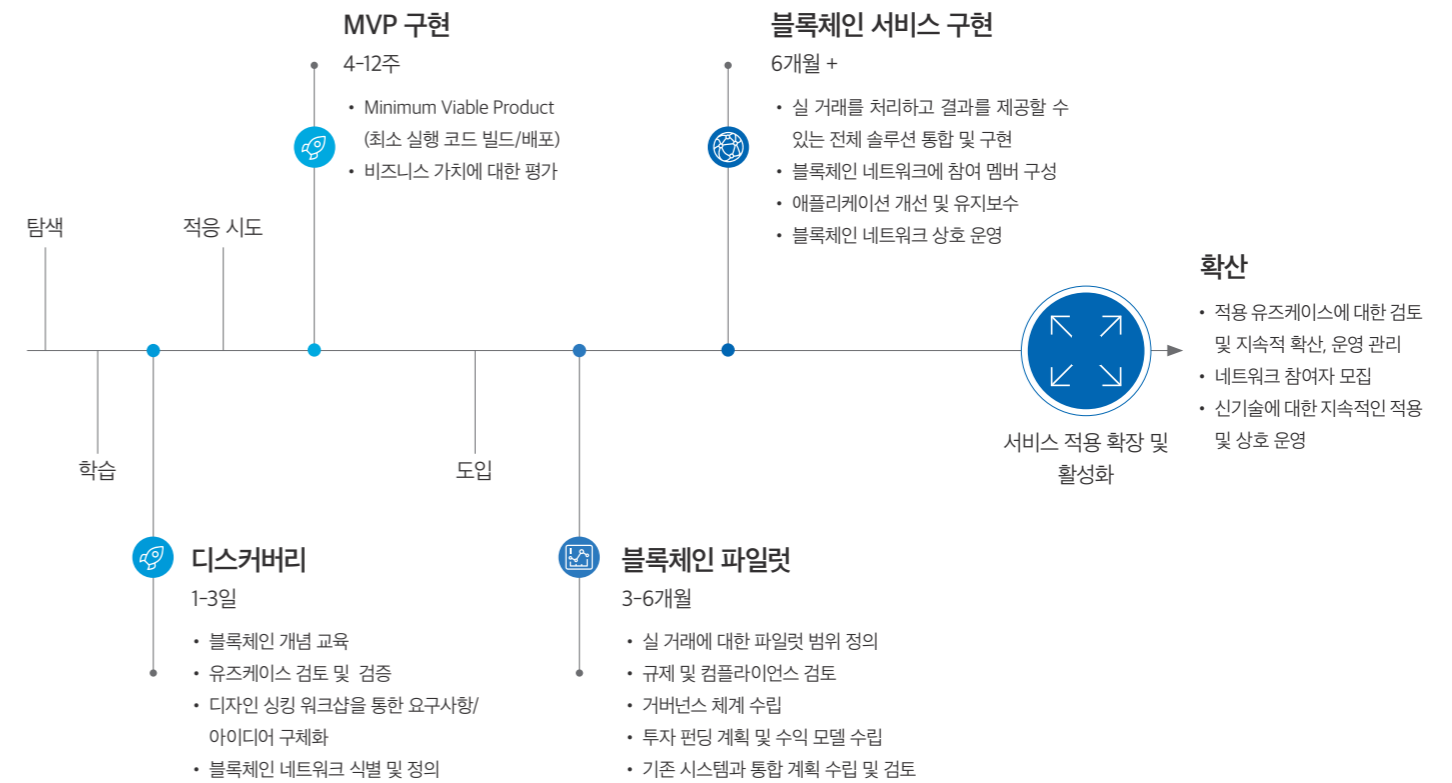 MVP 구현
4-12주
• Minimum Viable Product
(최소 실행 코드 빌드/배포)
• 비즈니스 가치에 대한 평가
블록체인 서비스 구현
6개월 +
• 실 거래를 처리하고 결과를 제공할 수
있는 전체 솔루션 통합 및 구현
• 블록체인 네트워크에 참여 멤버 구성
• 애플리케이션 개선 및 유지보수
• 블록체인 네트워크 상호 운영
탐색
적응 시도
확산
• 적용 유즈케이스에 대한 검토
및 지속적 확산, 운영 관리
• 네트워크 참여자 모집
• 신기술에 대한 지속적인 적용
및 상호 운영
학습
도입
서비스 적용 확장 및
활성화
디스커버리
1-3일
• 블록체인 개념 교육
• 유즈케이스 검토 및 검증
• 디자인 싱킹 워크샵을 통한 요구사항/
아이디어 구체화
• 블록체인 네트워크 식별 및 정의
블록체인 파일럿
3-6개월
• 실 거래에 대한 파일럿 범위 정의
• 규제 및 컴플라이언스 검토
• 거버넌스 체계 수립
• 투자 펀딩 계획 및 수익 모델 수립
• 기존 시스템과 통합 계획 수립 및 검토